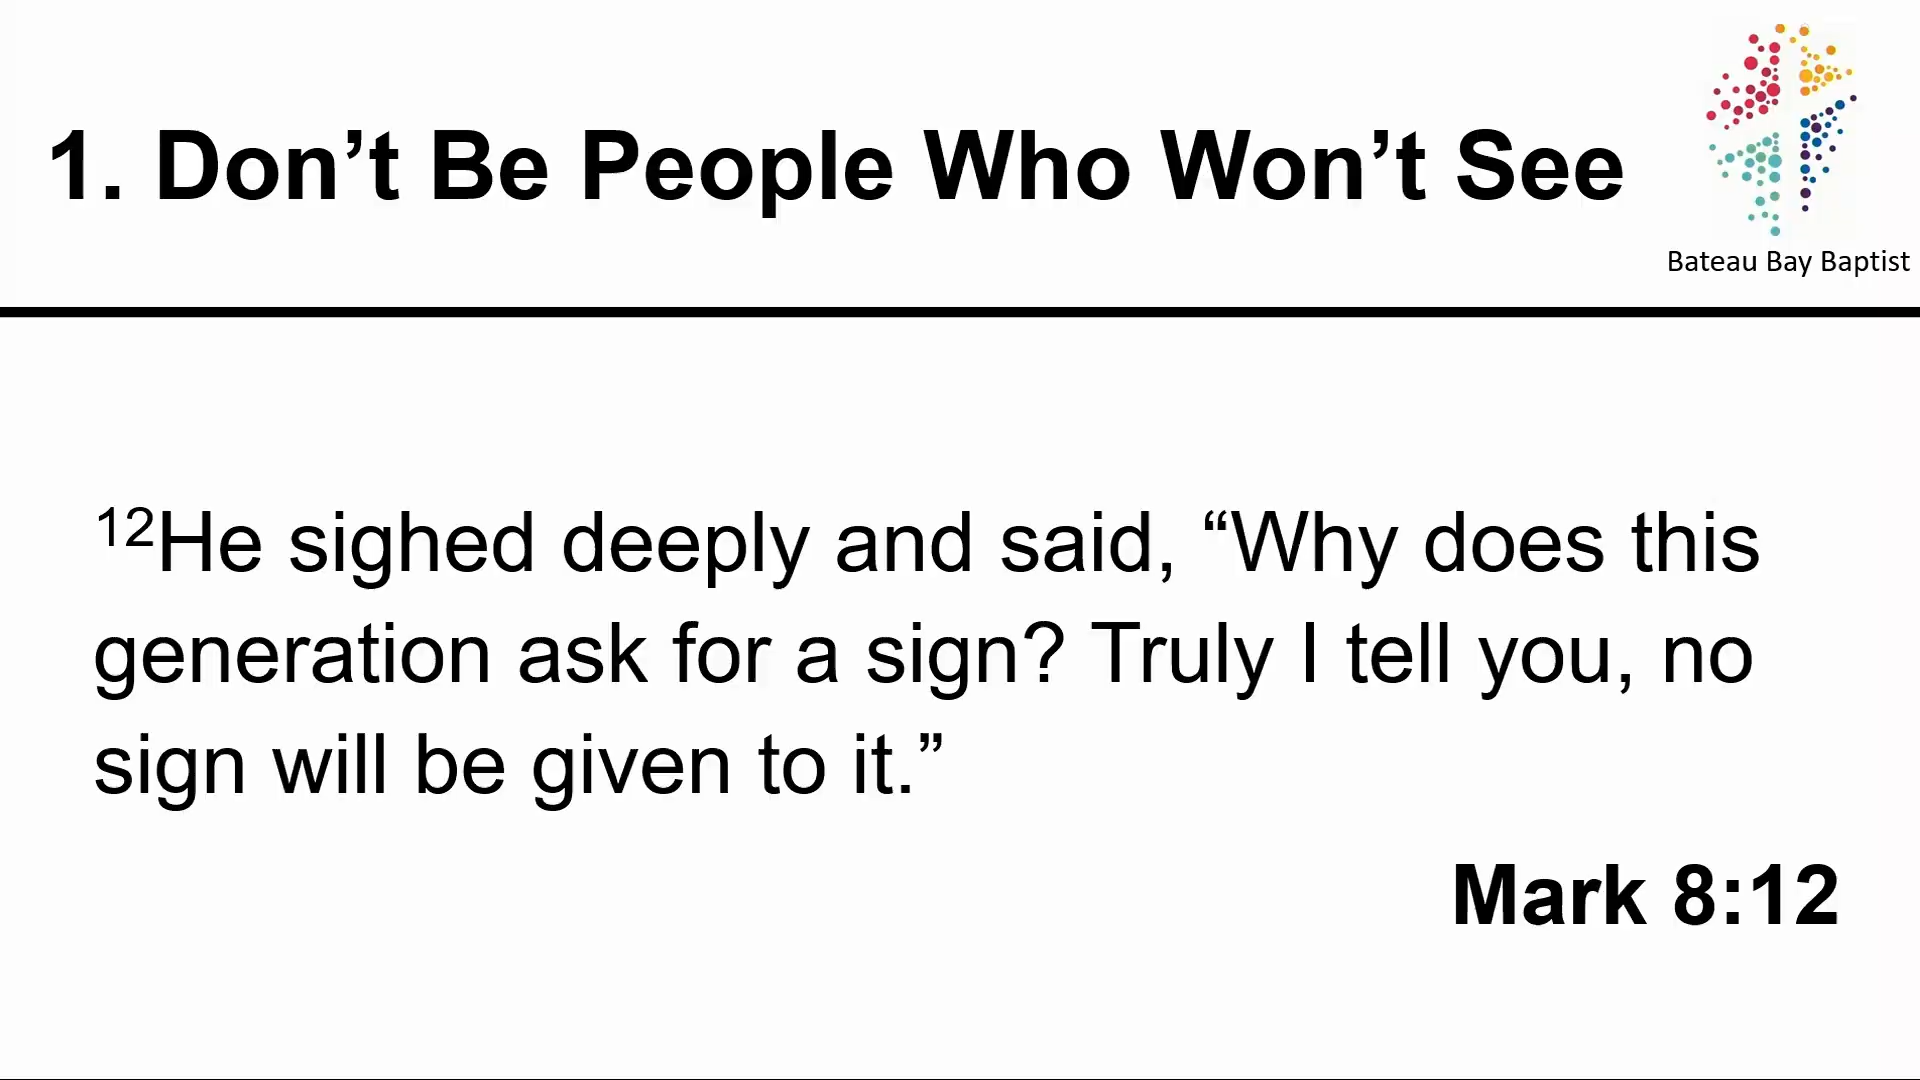 1. Don’t Be People Who Won’t See
Bateau Bay Baptist
12He sighed deeply and said, “Why does this
generation ask for a sign? Truly I tell you, no
sign will be given to it.”
Mark 8:12